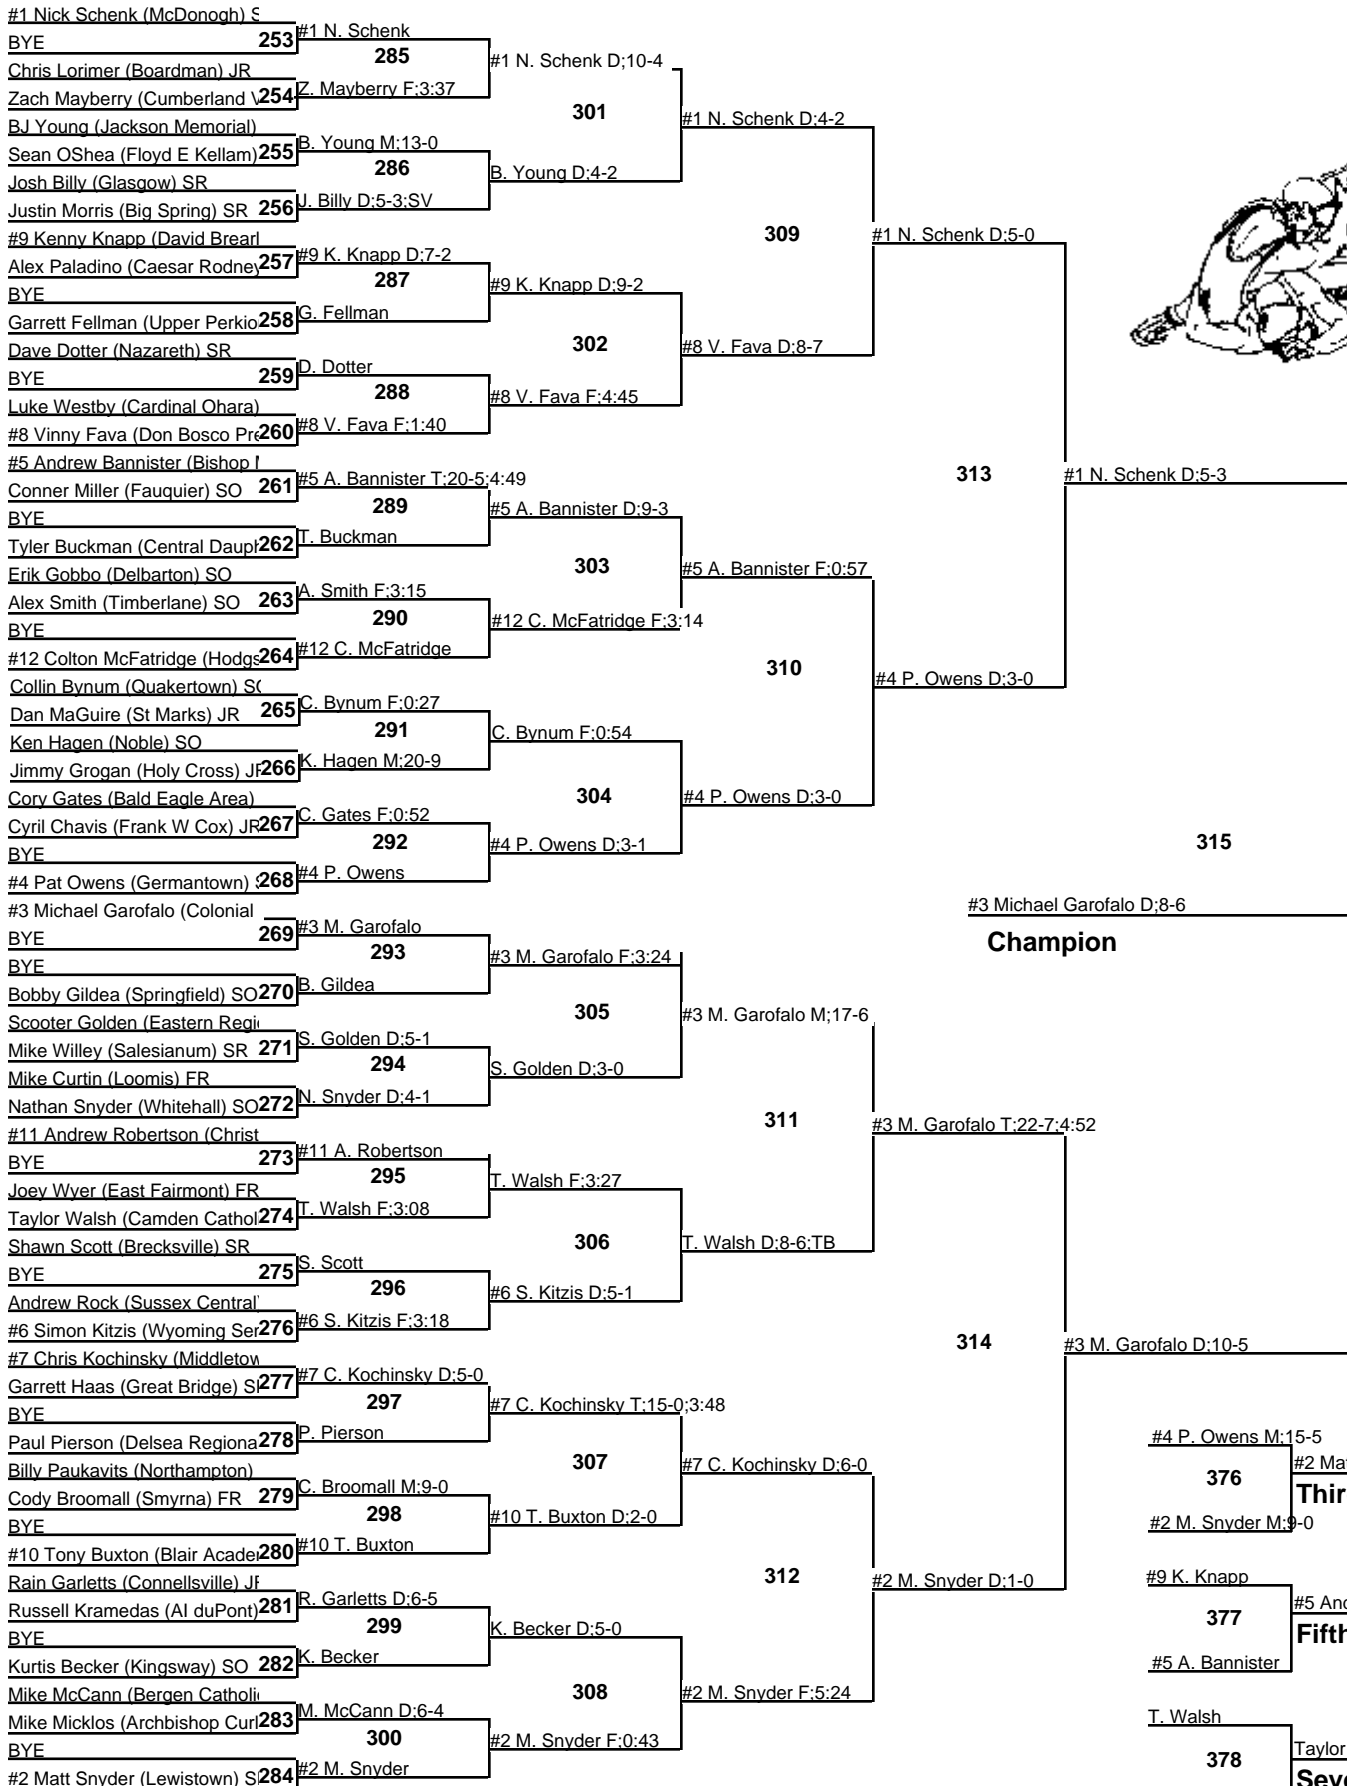 #1 Nick Schenk (McDonogh) S
BYE
253
Chris Lorimer (Boardman) JR
Zach Mayberry (Cumberland V
254
BJ Young (Jackson Memorial)
Sean OShea (Floyd E Kellam)
255
Josh Billy (Glasgow) SR
Justin Morris (Big Spring) SR
256
#9 Kenny Knapp (David Brearl
Alex Paladino (Caesar Rodney
257
BYE
Garrett Fellman (Upper Perkio
258
Dave Dotter (Nazareth) SR
BYE
259
Luke Westby (Cardinal Ohara)
#8 Vinny Fava (Don Bosco Pre
260
#5 Andrew Bannister (Bishop M
Conner Miller (Fauquier) SO
261
BYE
Tyler Buckman (Central Dauph
262
Erik Gobbo (Delbarton) SO
Alex Smith (Timberlane) SO
263
BYE
#12 Colton McFatridge (Hodgs
264
Collin Bynum (Quakertown) SO
Dan MaGuire (St Marks) JR
265
Ken Hagen (Noble) SO
Jimmy Grogan (Holy Cross) JR
266
Cory Gates (Bald Eagle Area)
Cyril Chavis (Frank W Cox) JR
267
BYE
#4 Pat Owens (Germantown) S
268
#3 Michael Garofalo (Colonial
BYE
269
BYE
Bobby Gildea (Springfield) SO
270
Scooter Golden (Eastern Regi
Mike Willey (Salesianum) SR
271
Mike Curtin (Loomis) FR
Nathan Snyder (Whitehall) SO
272
#11 Andrew Robertson (Christ
BYE
273
Joey Wyer (East Fairmont) FR
Taylor Walsh (Camden Cathol
274
Shawn Scott (Brecksville) SR
BYE
275
Andrew Rock (Sussex Central)
#6 Simon Kitzis (Wyoming Sem
276
#7 Chris Kochinsky (Middletow
Garrett Haas (Great Bridge) S
277
BYE
Paul Pierson (Delsea Regiona
278
Billy Paukavits (Northampton)
Cody Broomall (Smyrna) FR
279
BYE
#10 Tony Buxton (Blair Acade
280
Rain Garletts (Connellsville) JR
Russell Kramedas (AI duPont)
281
BYE
Kurtis Becker (Kingsway) SO
282
Mike McCann (Bergen Catholi
Mike Micklos (Archbishop Curl
283
BYE
#2 Matt Snyder (Lewistown) S
284
#1 N. Schenk
285
Z. Mayberry F;3:37
B. Young M;13-0
286
J. Billy D;5-3;SV
#9 K. Knapp D;7-2
287
G. Fellman
D. Dotter
288
#8 V. Fava F;1:40
#5 A. Bannister T;20-5;4:49
289
T. Buckman
A. Smith F;3:15
290
#12 C. McFatridge
C. Bynum F;0:27
291
K. Hagen M;20-9
C. Gates F;0:52
292
#4 P. Owens
#3 M. Garofalo
293
B. Gildea
S. Golden D;5-1
294
N. Snyder D;4-1
#11 A. Robertson
295
T. Walsh F;3:08
S. Scott
296
#6 S. Kitzis F;3:18
#7 C. Kochinsky D;5-0
297
P. Pierson
C. Broomall M;9-0
298
#10 T. Buxton
R. Garletts D;6-5
299
K. Becker
M. McCann D;6-4
300
#2 M. Snyder
#1 N. Schenk D;10-4
301
B. Young D;4-2
#9 K. Knapp D;9-2
302
#8 V. Fava F;4:45
#5 A. Bannister D;9-3
303
#12 C. McFatridge F;3:14
C. Bynum F;0:54
304
#4 P. Owens D;3-1
#3 M. Garofalo F;3:24
305
S. Golden D;3-0
T. Walsh F;3:27
306
#6 S. Kitzis D;5-1
#7 C. Kochinsky T;15-0;3:48
307
#10 T. Buxton D;2-0
K. Becker D;5-0
308
#2 M. Snyder F;0:43
#1 N. Schenk D;4-2
309
#8 V. Fava D;8-7
#5 A. Bannister F;0:57
310
#4 P. Owens D;3-0
#3 M. Garofalo M;17-6
311
T. Walsh D;8-6;TB
#7 C. Kochinsky D;6-0
312
#2 M. Snyder F;5:24
#1 N. Schenk D;5-0
313
#4 P. Owens D;3-0
#3 M. Garofalo T;22-7;4:52
314
#2 M. Snyder D;1-0
#1 N. Schenk D;5-3
315
#3 M. Garofalo D;10-5
#3 Michael Garofalo D;8-6
Champion
#4 P. Owens M;15-5
376
#2 M. Snyder M;9-0
#2 Mat
Thir
#9 K. Knapp
377
#5 A. Bannister
#5 And
Fifth
T. Walsh
378
Taylor
Seve